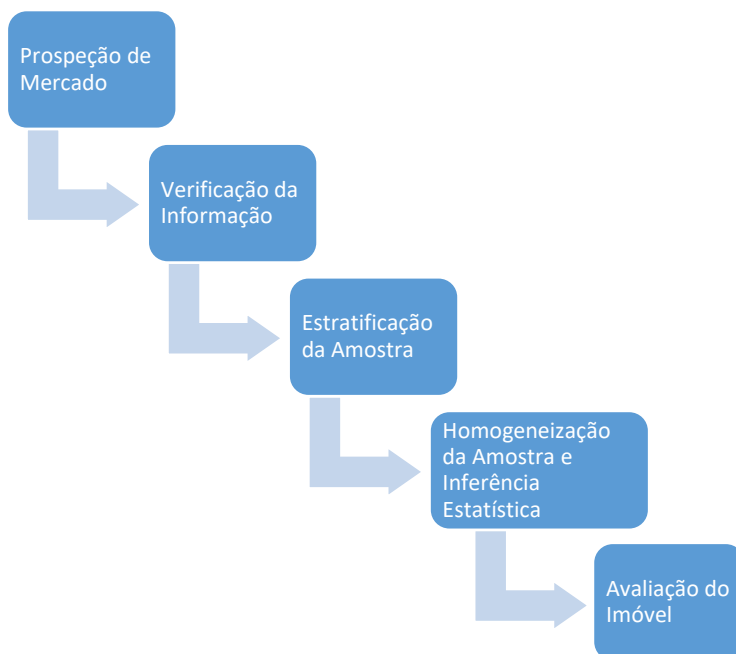 Prospeção de
Mercado
Verificação da
Informação
Estratificação
da Amostra
Homogeneização
da Amostra e
Inferência
Estatística
Avaliação do
Imóvel